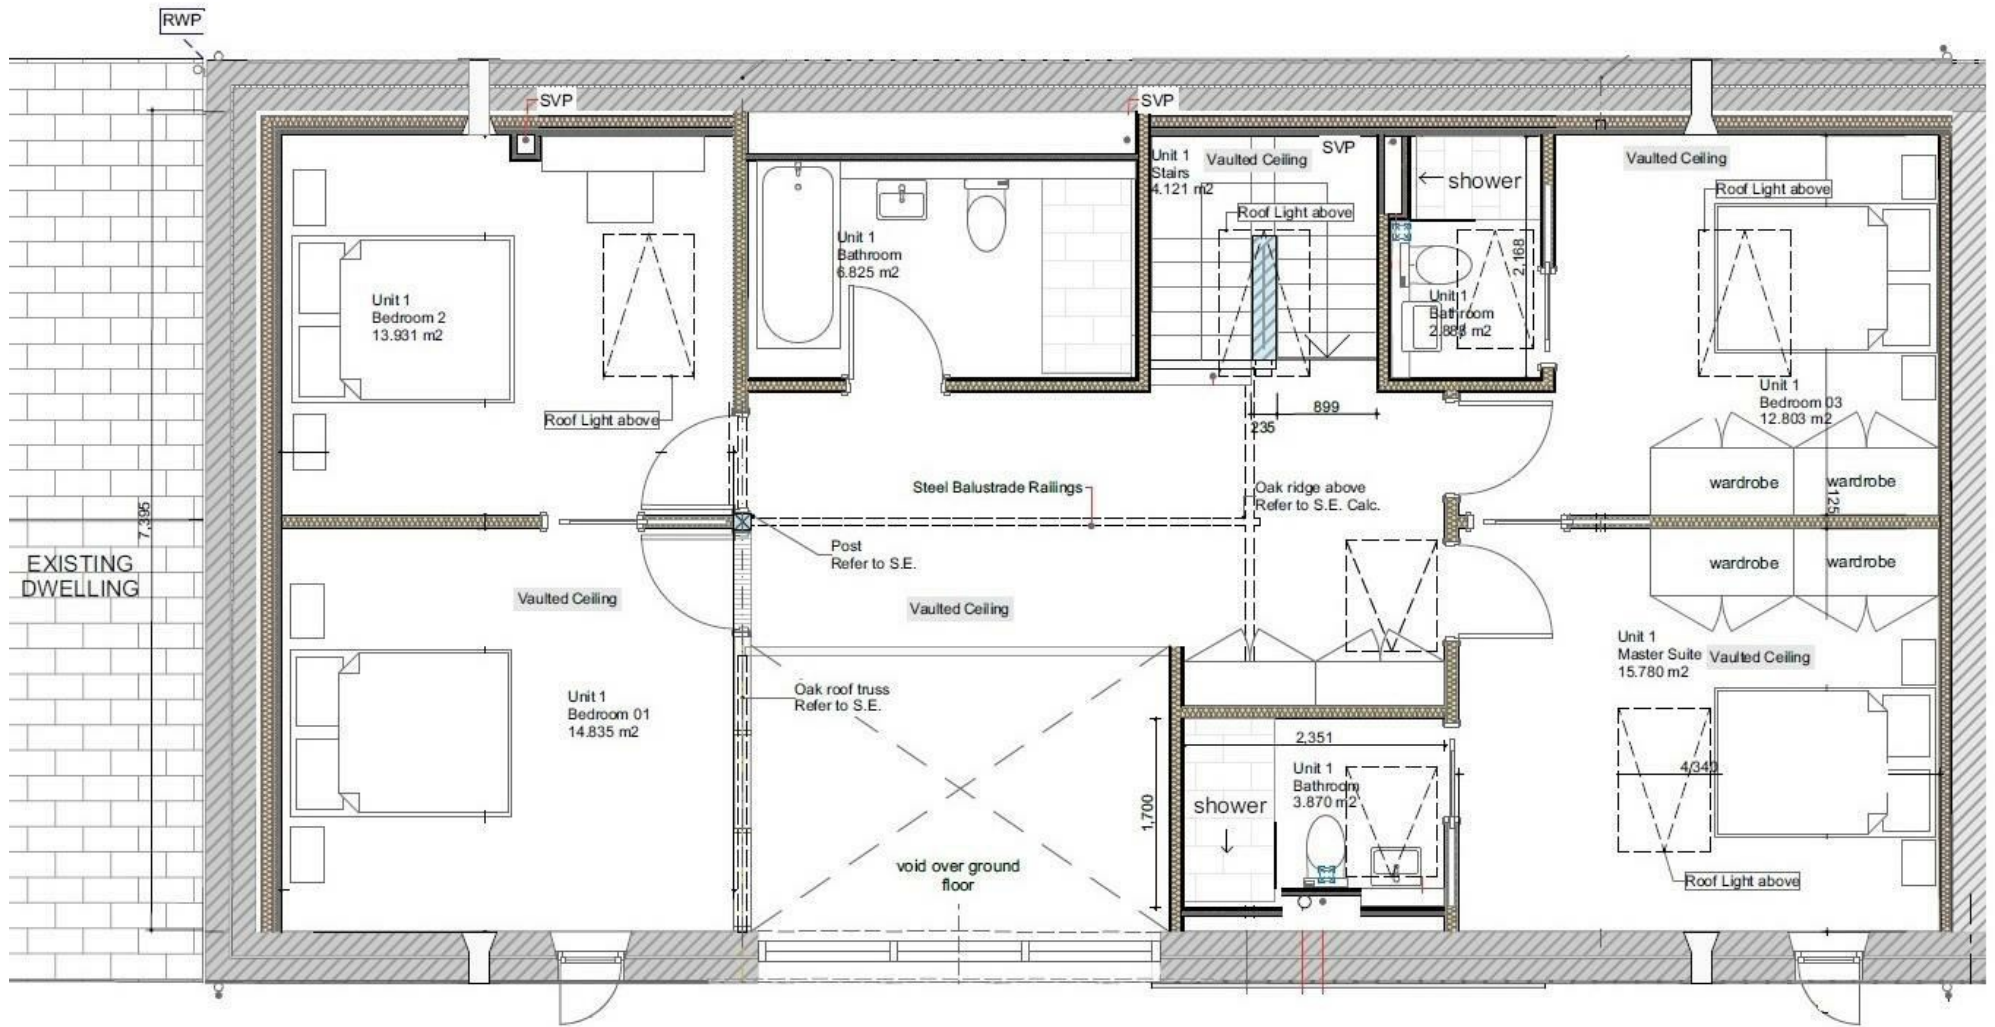 RWP
SVP
SVP
Unit 1
Stairs
4.121 m2
Vaulted Ceiling
SVP
shower
Vaulted Ceiling
Roof Light above
Roof Light above
Unit 1
Bathroom
6.825 m2
2,168
Unit 1
Bedroom 2
13.931 m2
Unit 1
Bathroom
m2
Roof Light above
899
235
Unit 1
Bedroom 03
12.803 m2
wardrobe
wardrobe
Steel Balustrade Railings
Oak ridge above
Refer to S.E. Calc.
125
7,395
EXISTING
DWELLING
Post
Refer to S.E.
wardrobe
wardrobe
Vaulted Ceiling
Vaulted Ceiling
Unit 1
Master Suite
15.780 m2
Vaulted Ceiling
Unit 1
Bedroom 01
14.835 m2
Oak roof truss
Refer to S.E.
2,351
Unit 1
Bathroom
3.870 m2
4,340
1,700
shower
void over ground
floor
Roof Light above